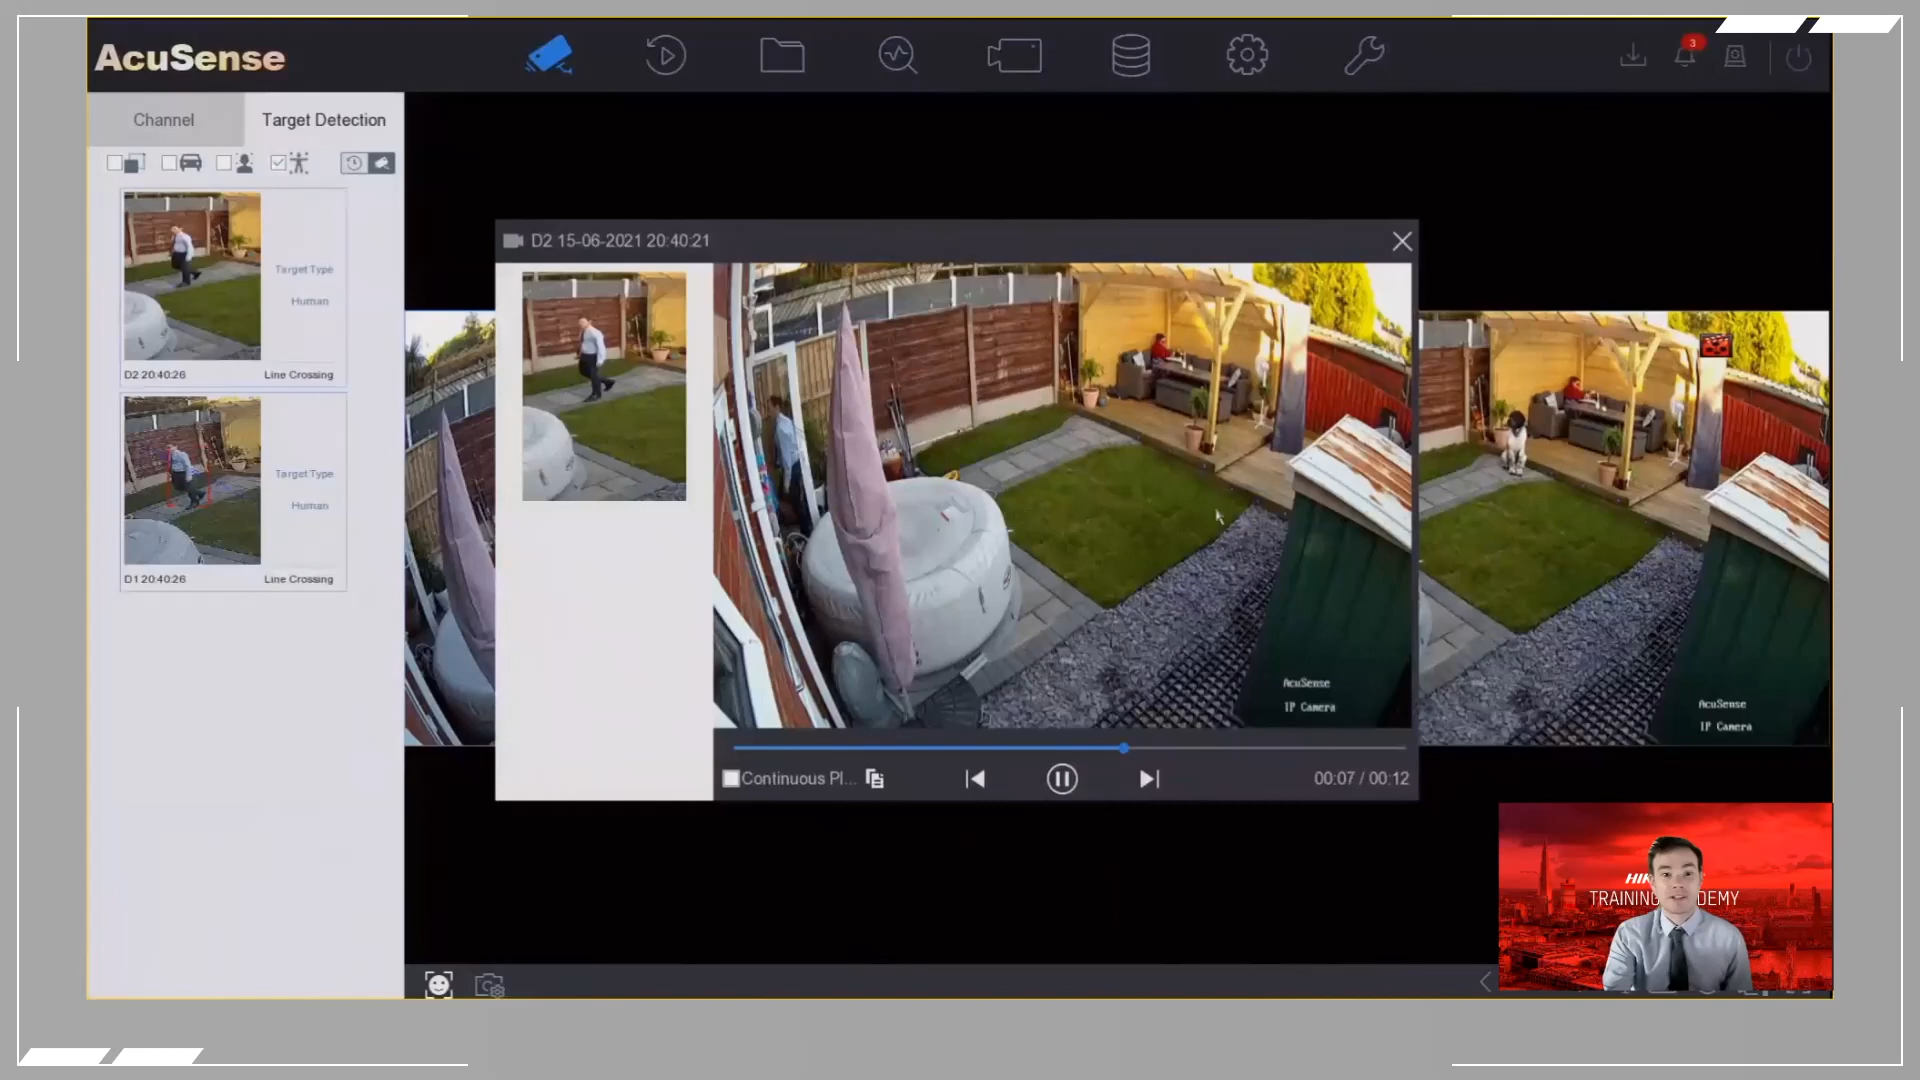 AcuSense
3
Channel
Target Detection
Target Type
Human
D2 20:40:26
Line Crossing
Target Type
Human
D1 20:40:26
Line Crossing
D2 15-06-2021 20:40:21
AcuSense
IP Camera
AcuSense
IP Camera
Continuous Pl...
00:07 / 00:12
HIK
TRAINING
DEMY